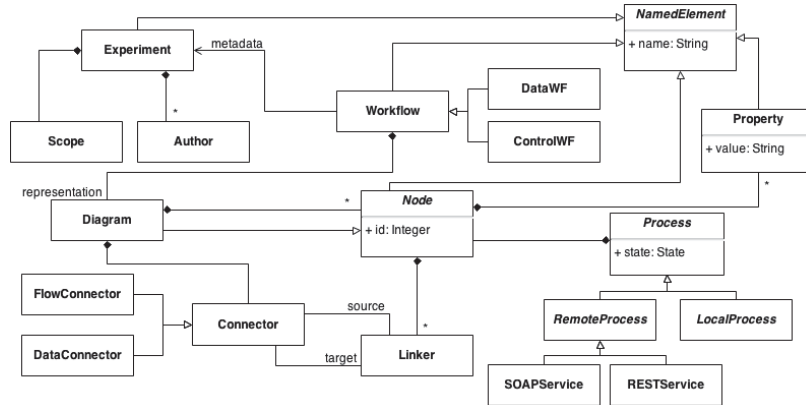 NamedElement
+ name: String
Experiment
metadata
DataWF
Workflow
Property
+ value: String
*
Scope
Author
ControlWF
representation
*
*
Node
+ id: Integer
Diagram
Process
+ state: State
FlowConnector
source
*
Connector
RemoteProcess
LocalProcess
DataConnector
target
Linker
SOAPService
RESTService